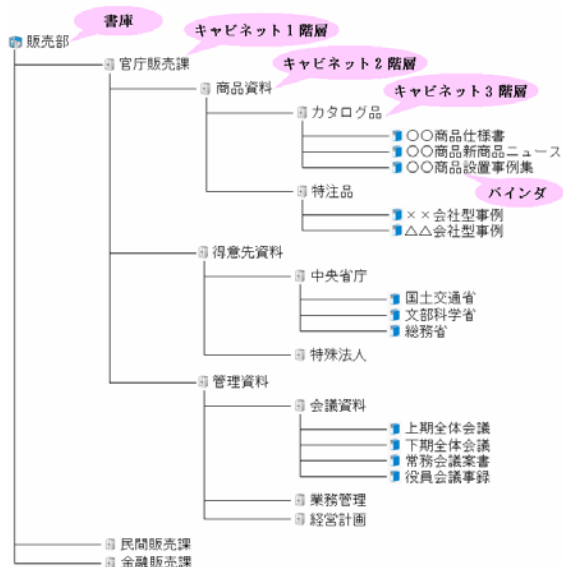 書庫
販売部
キャビネット1階層
官庁販売課
キャビネット2階層
商品資料
キャビネット3階層
カタログ品
〇〇商品仕様書
〇〇商品新商品ニュース
〇〇商品設置事例集
バインダ
特注品
××会社型事例
△△会社型事例
得意先資料
中央省庁
国土交通省
文部科学省
総務省
特殊法人
管理資料
会議資料
上期全体会議
下期全体会議
常務会議案書
役員会議事録
業務管理
経営計画
民間販売課
金融販売課